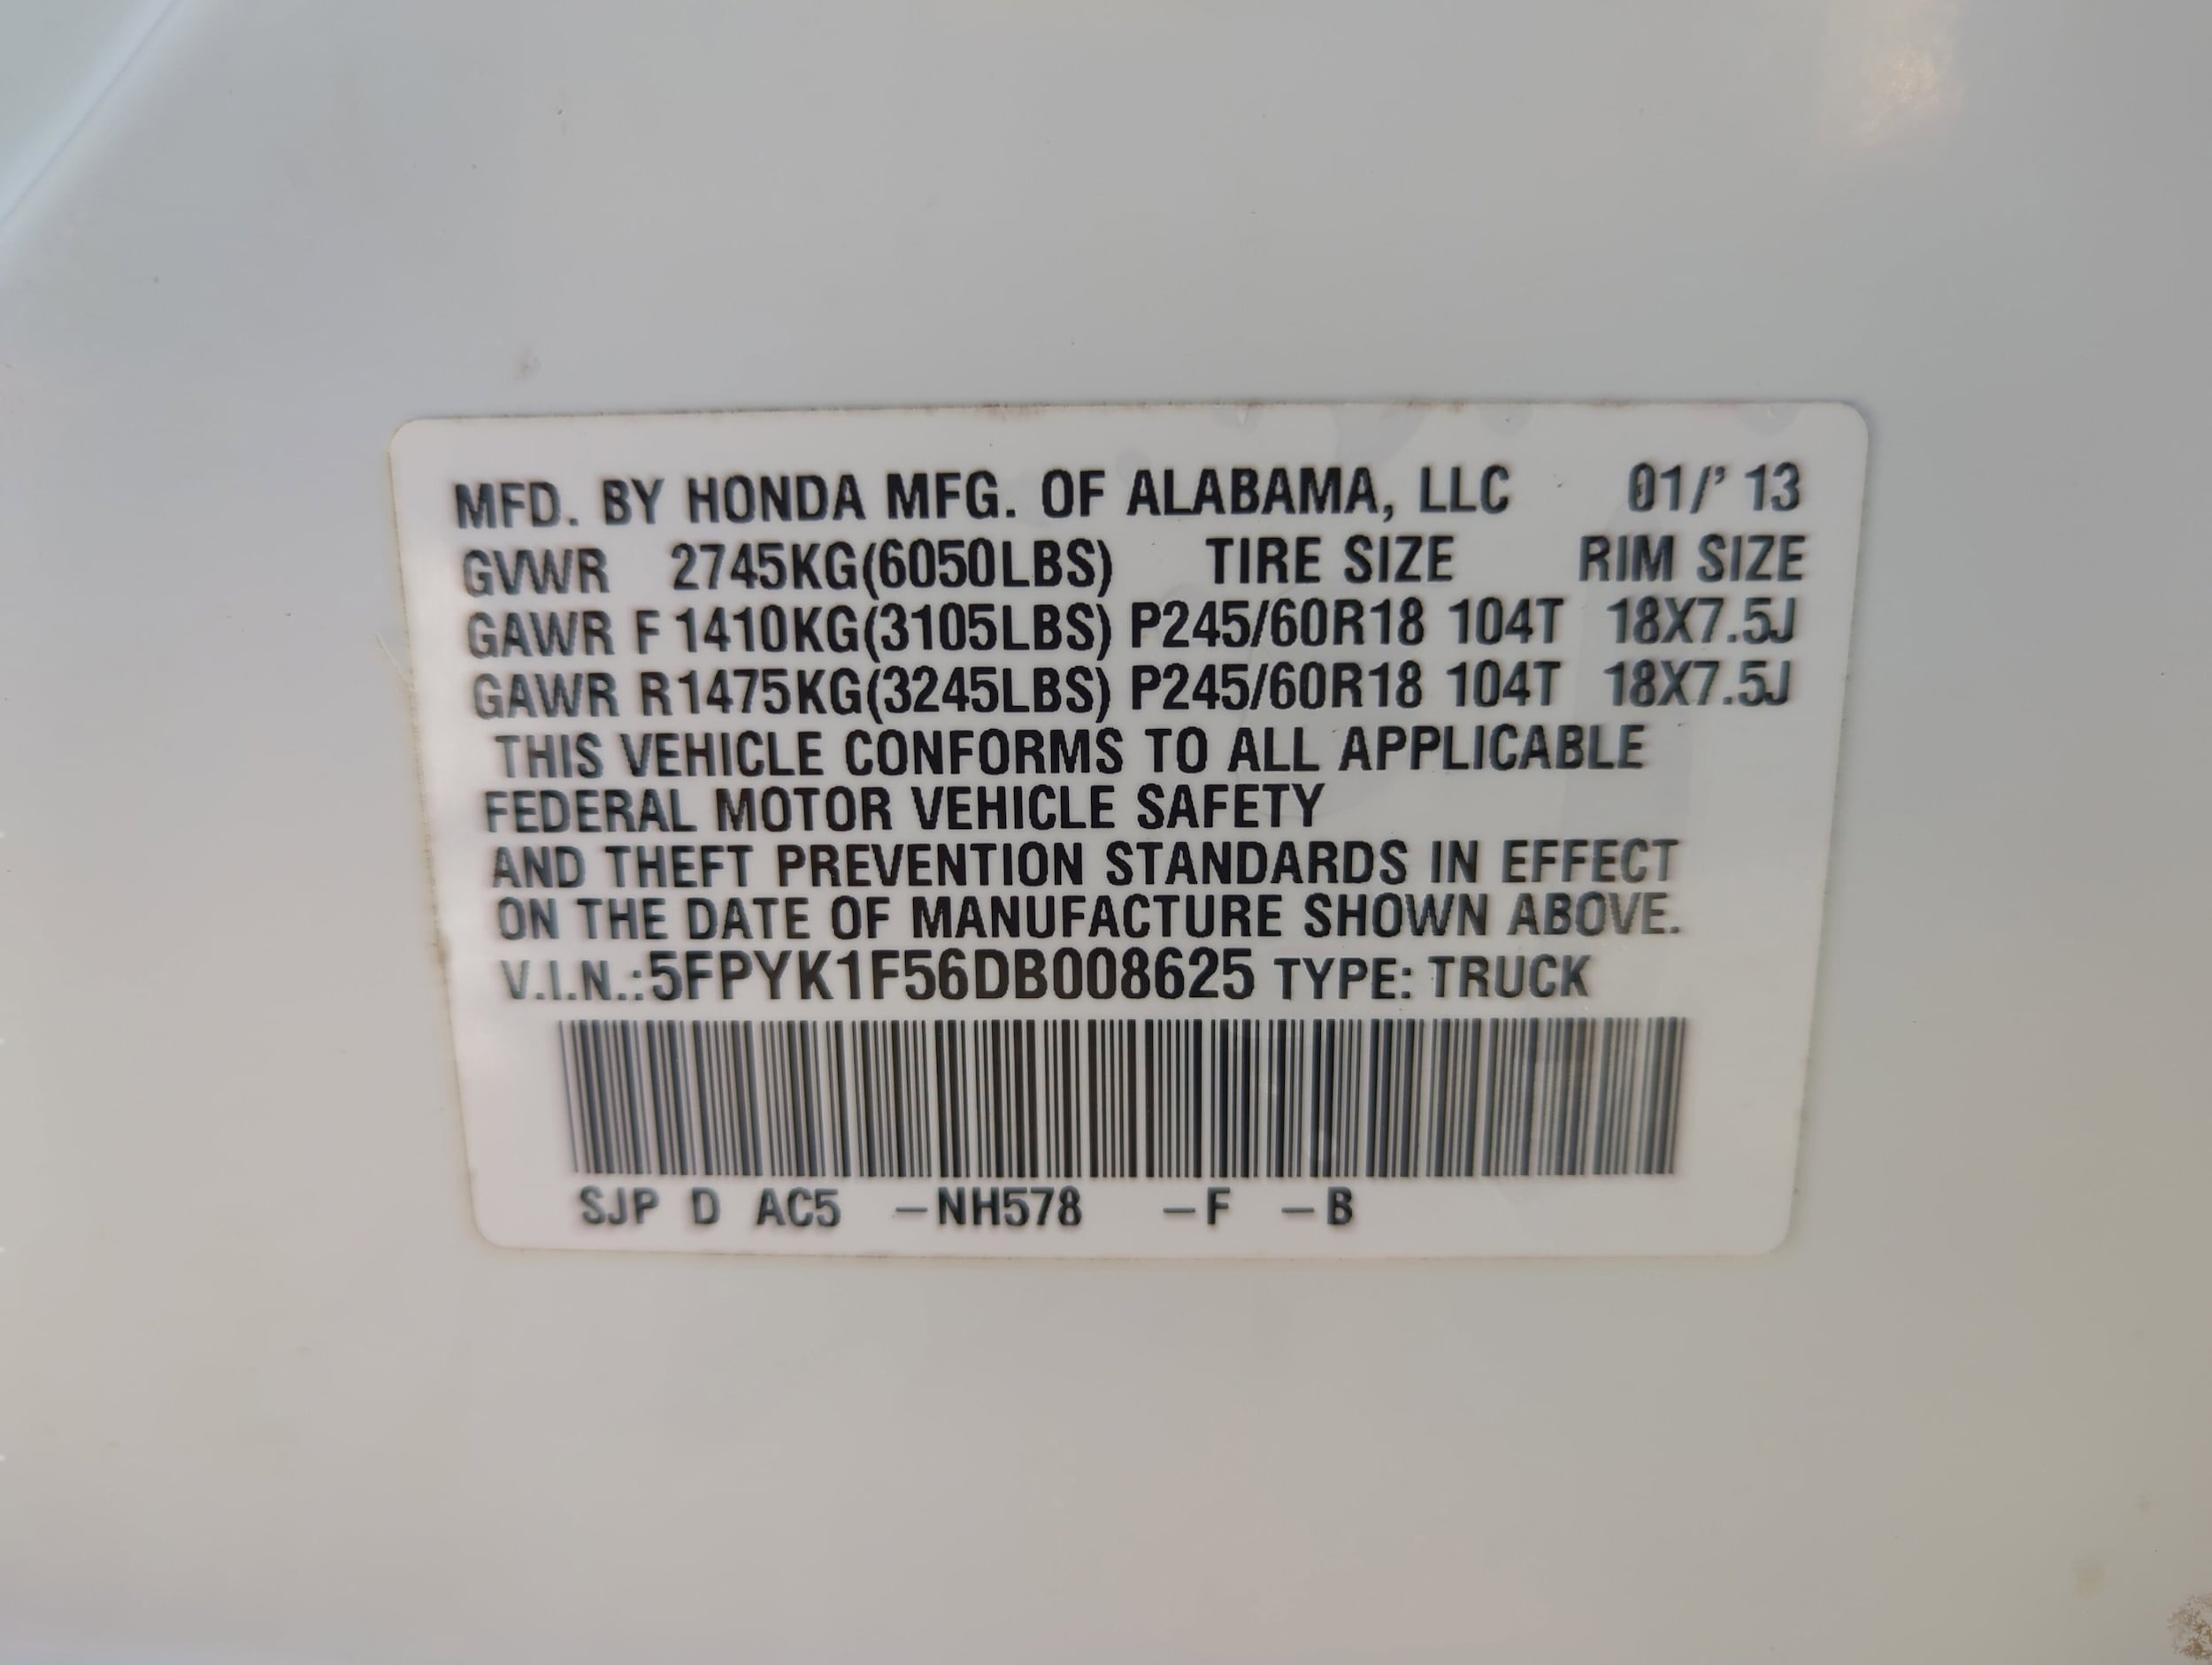 MFD. BY HONDA MFG. OF ALABAMA, LLC 01/' 13
GVWR 2745KG(6050LBS) TIRE SIZE RIM SIZE
GAWR F 1410KG(3105LBS) P245/60R18 104T 18X7.5J
GAWR R 1475KG(3245LBS) P245/60R18 104T 18X7.5J
THIS VEHICLE CONFORMS TO ALL APPLICABLE
FEDERAL MOTOR VEHICLE SAFETY
AND THEFT PREVENTION STANDARDS IN EFFECT
ON THE DATE OF MANUFACTURE SHOWN ABOVE.
V.I.N.:5FPYK1F56DB008625 TYPE: TRUCK
SJP D AC5 –NH578 –F –B